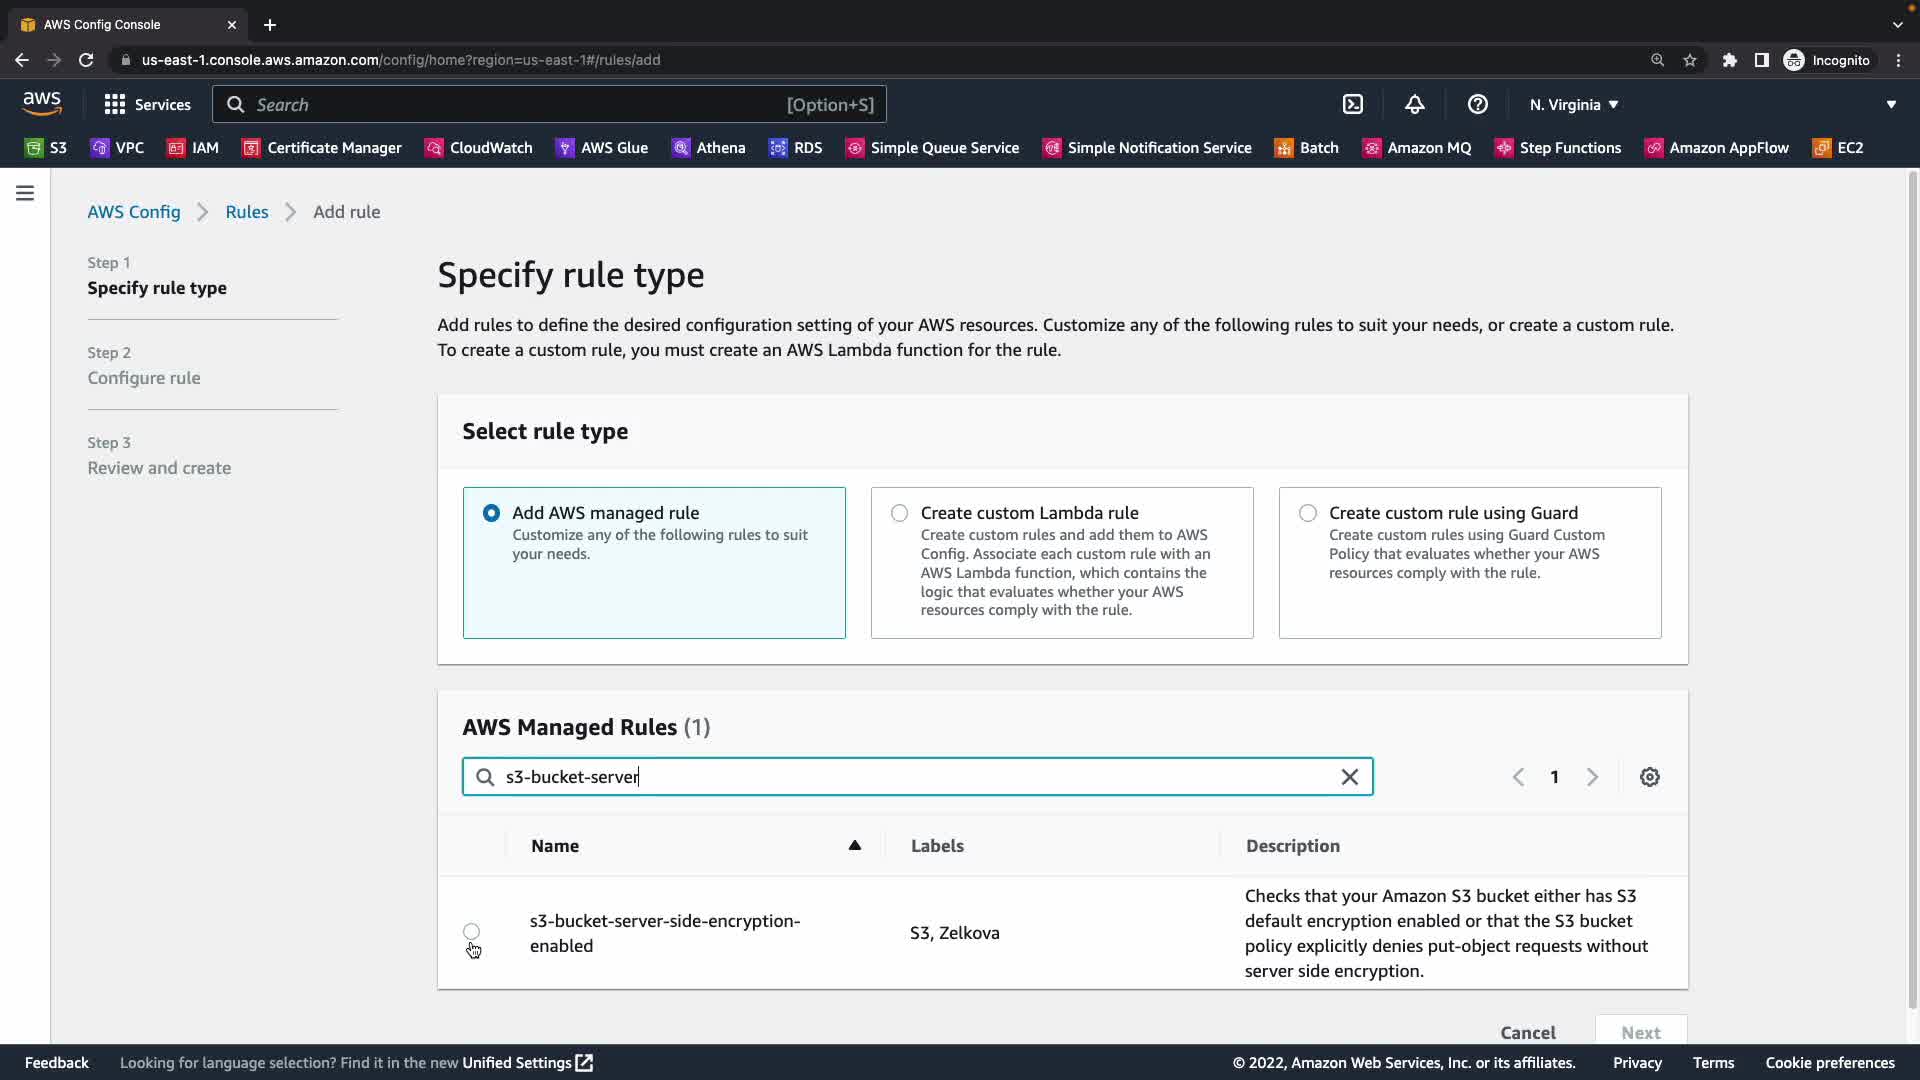 AWS Config Console
us-east-1.console.aws.amazon.com/config/home?region=us-east-1#/rules/add
Incognito
aws
Services
Search
[Option+S]
N. Virginia
S3
VPC
IAM
Certificate Manager
CloudWatch
AWS Glue
Athena
RDS
Simple Queue Service
Simple Notification Service
Batch
Amazon MQ
Step Functions
Amazon AppFlow
EC2
AWS Config
Rules
Add rule
Step 1
Specify rule type
Step 2
Configure rule
Step 3
Review and create
Specify rule type
Add rules to define the desired configuration setting of your AWS resources. Customize any of the following rules to suit your needs, or create a custom rule.
To create a custom rule, you must create an AWS Lambda function for the rule.
Select rule type
Add AWS managed rule
Customize any of the following rules to suit
your needs.
Create custom Lambda rule
Create custom rules and add them to AWS
Config. Associate each custom rule with an
AWS Lambda function, which contains the
logic that evaluates whether your AWS
resources comply with the rule.
Create custom rule using Guard
Create custom rules using Guard Custom
Policy that evaluates whether your AWS
resources comply with the rule.
AWS Managed Rules (1)
s3-bucket-server
1
Name
Labels
Description
s3-bucket-server-side-encryption-
enabled
S3, Zelkova
Checks that your Amazon S3 bucket either has S3
default encryption enabled or that the S3 bucket
policy explicitly denies put-object requests without
server side encryption.
Cancel
Next
Feedback
Looking for language selection? Find it in the new Unified Settings
© 2022, Amazon Web Services, Inc. or its affiliates.
Privacy
Terms
Cookie preferences